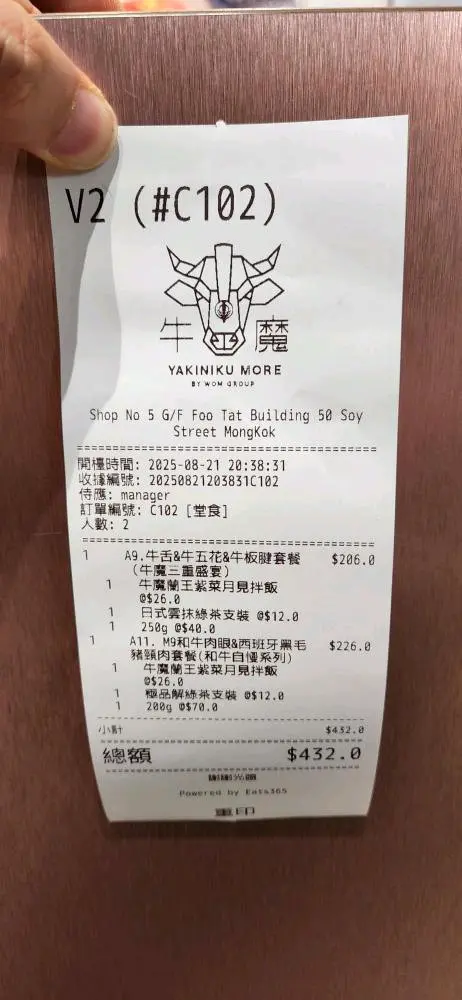 V2 (#C102)
牛 魔
YAKINIKU MORE
BY WOM GROUP
Shop No 5 G/F Foo Tat Building 50 Soy
Street MongKok
開檯時間: 2025-08-21 20:38:31
收據編號: 20250821203831C102
侍應: manager
訂單編號: C102 [堂食]
人數: 2
1 A9.牛舌&牛五花&牛板腱套餐 $206.0
(牛魔三重盛宴)
1 牛魔蘭王紫菜月見拌飯
@$26.0
1 日式雲抹綠茶支裝 @$12.0
1 250g @$40.0
1 A11. M9和牛肉眼&西班牙黑毛 $226.0
豬頸肉套餐(和牛自慢系列)
1 牛魔蘭王紫菜月見拌飯
@$26.0
1 極品解綠茶支裝 @$12.0
1 200g @$70.0
小計 $432.0
總額 $432.0
謝謝光臨
Powered by Eats365
重印